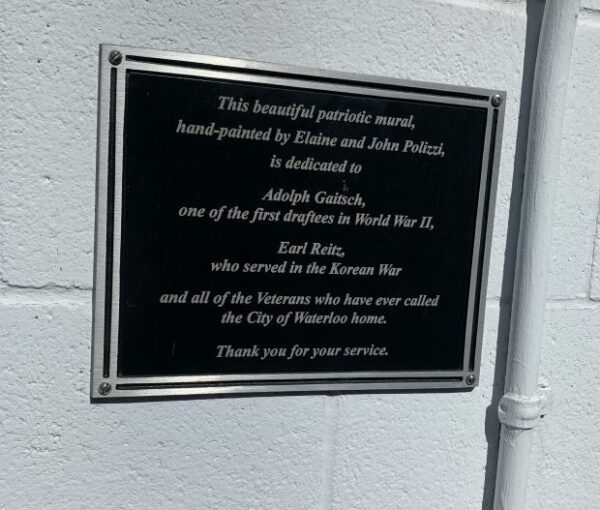 This beautiful patriotic mural,
hand-painted by Elaine and John Polizzi,
is dedicated to
Adolph Gaitsch,
one of the first draftees in World War II,
Earl Reitz,
who served in the Korean War
and all of the Veterans who have ever called
the City of Waterloo home.
Thank you for your service.